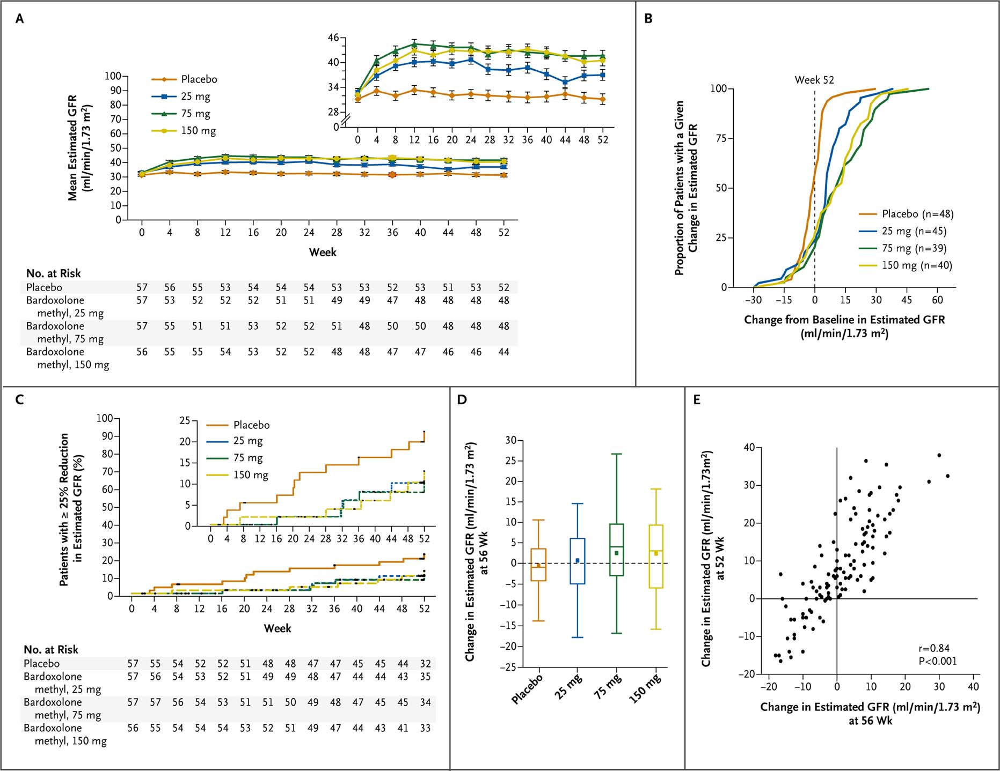 A
Mean Estimated GFR
(ml/min/1.73 m²)
100
90
80
70
60
50
40
30
20
10
0
Placebo
25 mg
75 mg
150 mg
46
40
34
28
0
0 4 8 12 16 20 24 28 32 36 40 44 48 52
0 4 8 12 16 20 24 28 32 36 40 44 48 52
Week
No. at Risk
Placebo 57 56 55 53 54 54 54 53 53 52 53 51 53 52
Bardoxolone 57 53 52 52 52 51 51 49 49 47 48 48 48 48
methyl, 25 mg
Bardoxolone 57 55 51 51 53 52 52 51 48 50 50 48 48 48
methyl, 75 mg
Bardoxolone 56 55 55 54 53 52 52 48 48 47 47 46 46 44
methyl, 150 mg
B
Proportion of Patients with a Given
Change in Estimated GFR
Week 52
100
75
50
25
0
Placebo (n=48)
25 mg (n=45)
75 mg (n=39)
150 mg (n=40)
−30 −15 0 15 30 45 60
Change from Baseline in Estimated GFR
(ml/min/1.73 m²)
C
Patients with ≥ 25% Reduction
in Estimated GFR (%)
100
90
80
70
60
50
40
30
20
10
0
25
20
15
10
5
0
Placebo
25 mg
75 mg
150 mg
0 4 8 12 16 20 24 28 32 36 40 44 48 52
0 4 8 12 16 20 24 28 32 36 40 44 48 52
Week
No. at Risk
Placebo 57 55 54 52 52 51 48 48 47 47 45 45 44 32
Bardoxolone 57 56 54 53 52 51 49 49 48 47 44 44 43 35
methyl, 25 mg
Bardoxolone 57 57 56 54 53 51 51 50 49 48 47 45 45 34
methyl, 75 mg
Bardoxolone 56 55 54 54 54 53 52 51 49 47 44 43 41 33
methyl, 150 mg
D
Change in Estimated GFR (ml/min/1.73 m²)
at 56 Wk
30
25
20
15
10
5
0
−5
−10
−15
−20
−25
Placebo
25 mg
75 mg
150 mg
E
Change in Estimated GFR (ml/min/1.73m²)
at 52 Wk
40
30
20
10
0
−10
−20
r=0.84
P<0.001
−20 −10 0 10 20 30 40
Change in Estimated GFR (ml/min/1.73 m²)
at 56 Wk